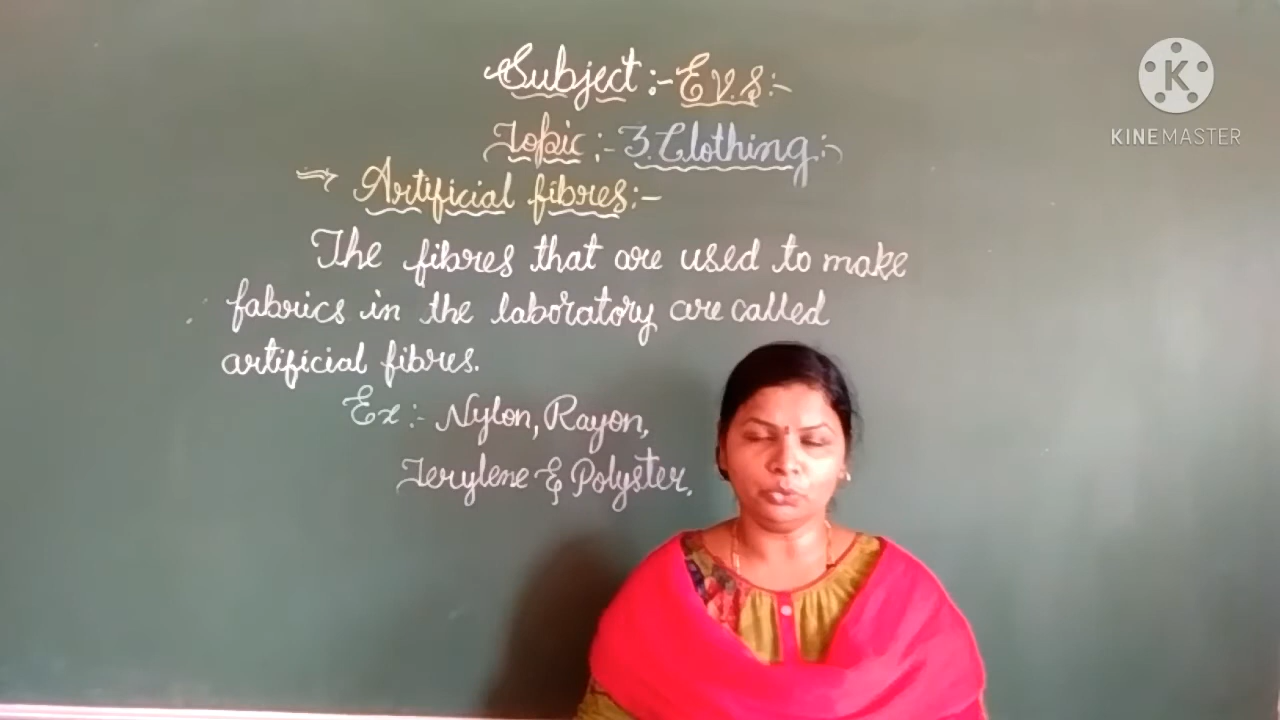 Subject :- E.V.S :-
Topic :- 3. Clothing :-
⇒ Artificial fibres :-
The fibres that are used to make
fabrics in the laboratory are called
artificial fibres.
Ex :- Nylon, Rayon,
Terylene & Polyster.
K
KINEMASTER